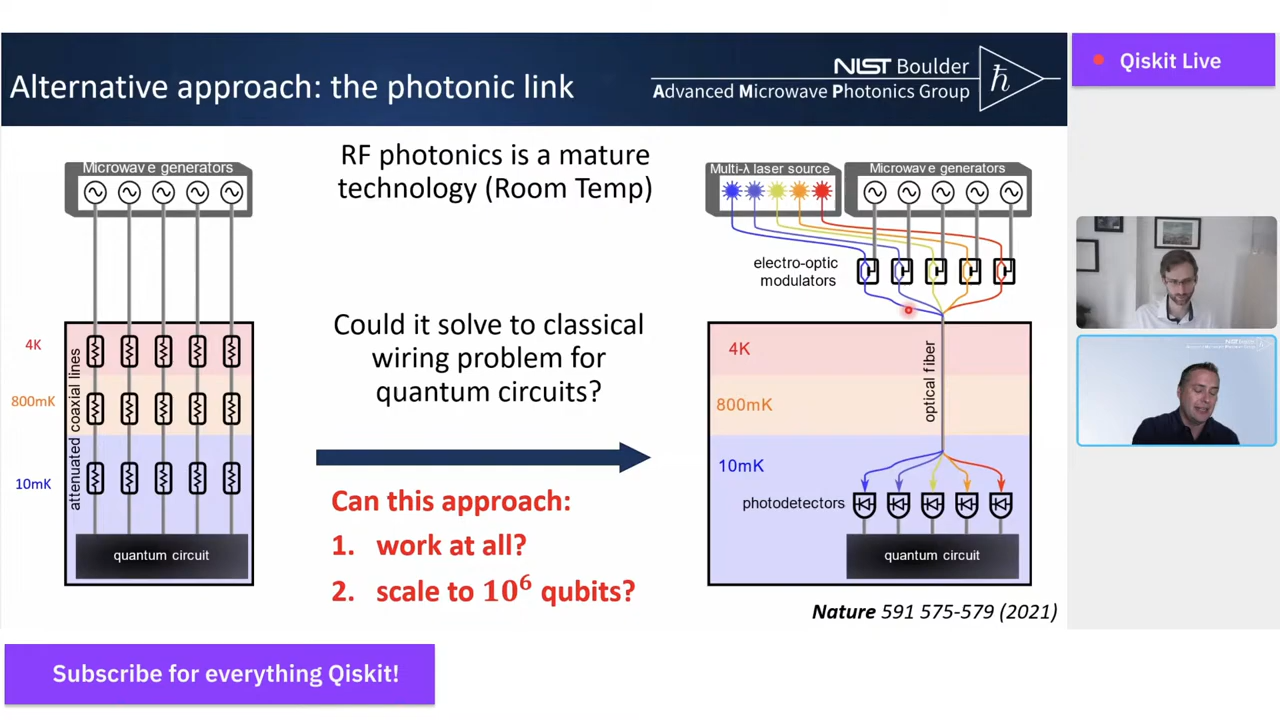 Alternative approach: the photonic link
NIST Boulder
Advanced Microwave Photonics Group
ħ
Qiskit Live
Microwave generators
4K
800mK
10mK
attenuated coaxial lines
quantum circuit
RF photonics is a mature
technology (Room Temp)
Could it solve to classical
wiring problem for
quantum circuits?
Can this approach:
1. work at all?
2. scale to 10⁶ qubits?
Multi-λ laser source
Microwave generators
electro-optic
modulators
4K
800mK
10mK
optical fiber
photodetectors
quantum circuit
Nature 591 575-579 (2021)
Subscribe for everything Qiskit!